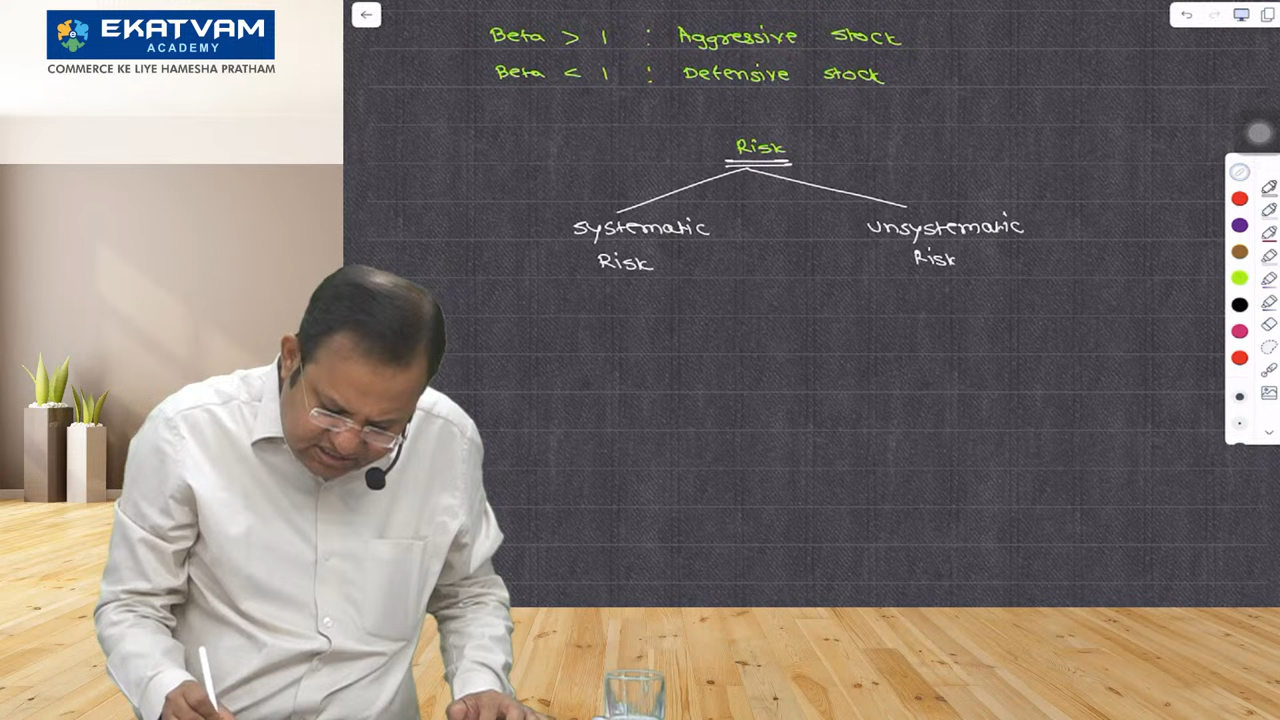 EKATVAM
ACADEMY
COMMERCE KE LIYE HAMESHA PRATHAM
Beta > 1 : Aggressive stock
Beta < 1 : Defensive stock
Risk
systematic
Risk
unsystematic
Risk